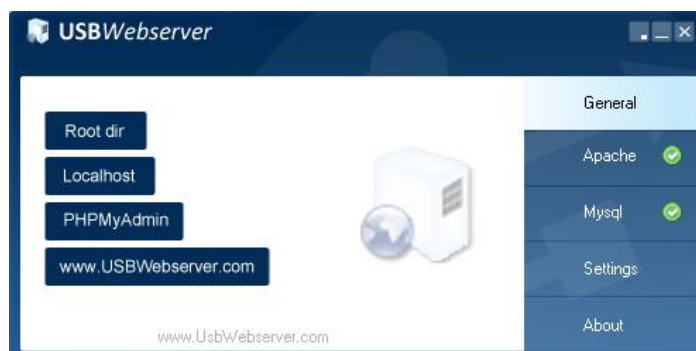 USBWebserver
Root dir
Localhost
PHPMyAdmin
www.USBWebserver.com
www.UsbWebserver.com
General
Apache
Mysql
Settings
About